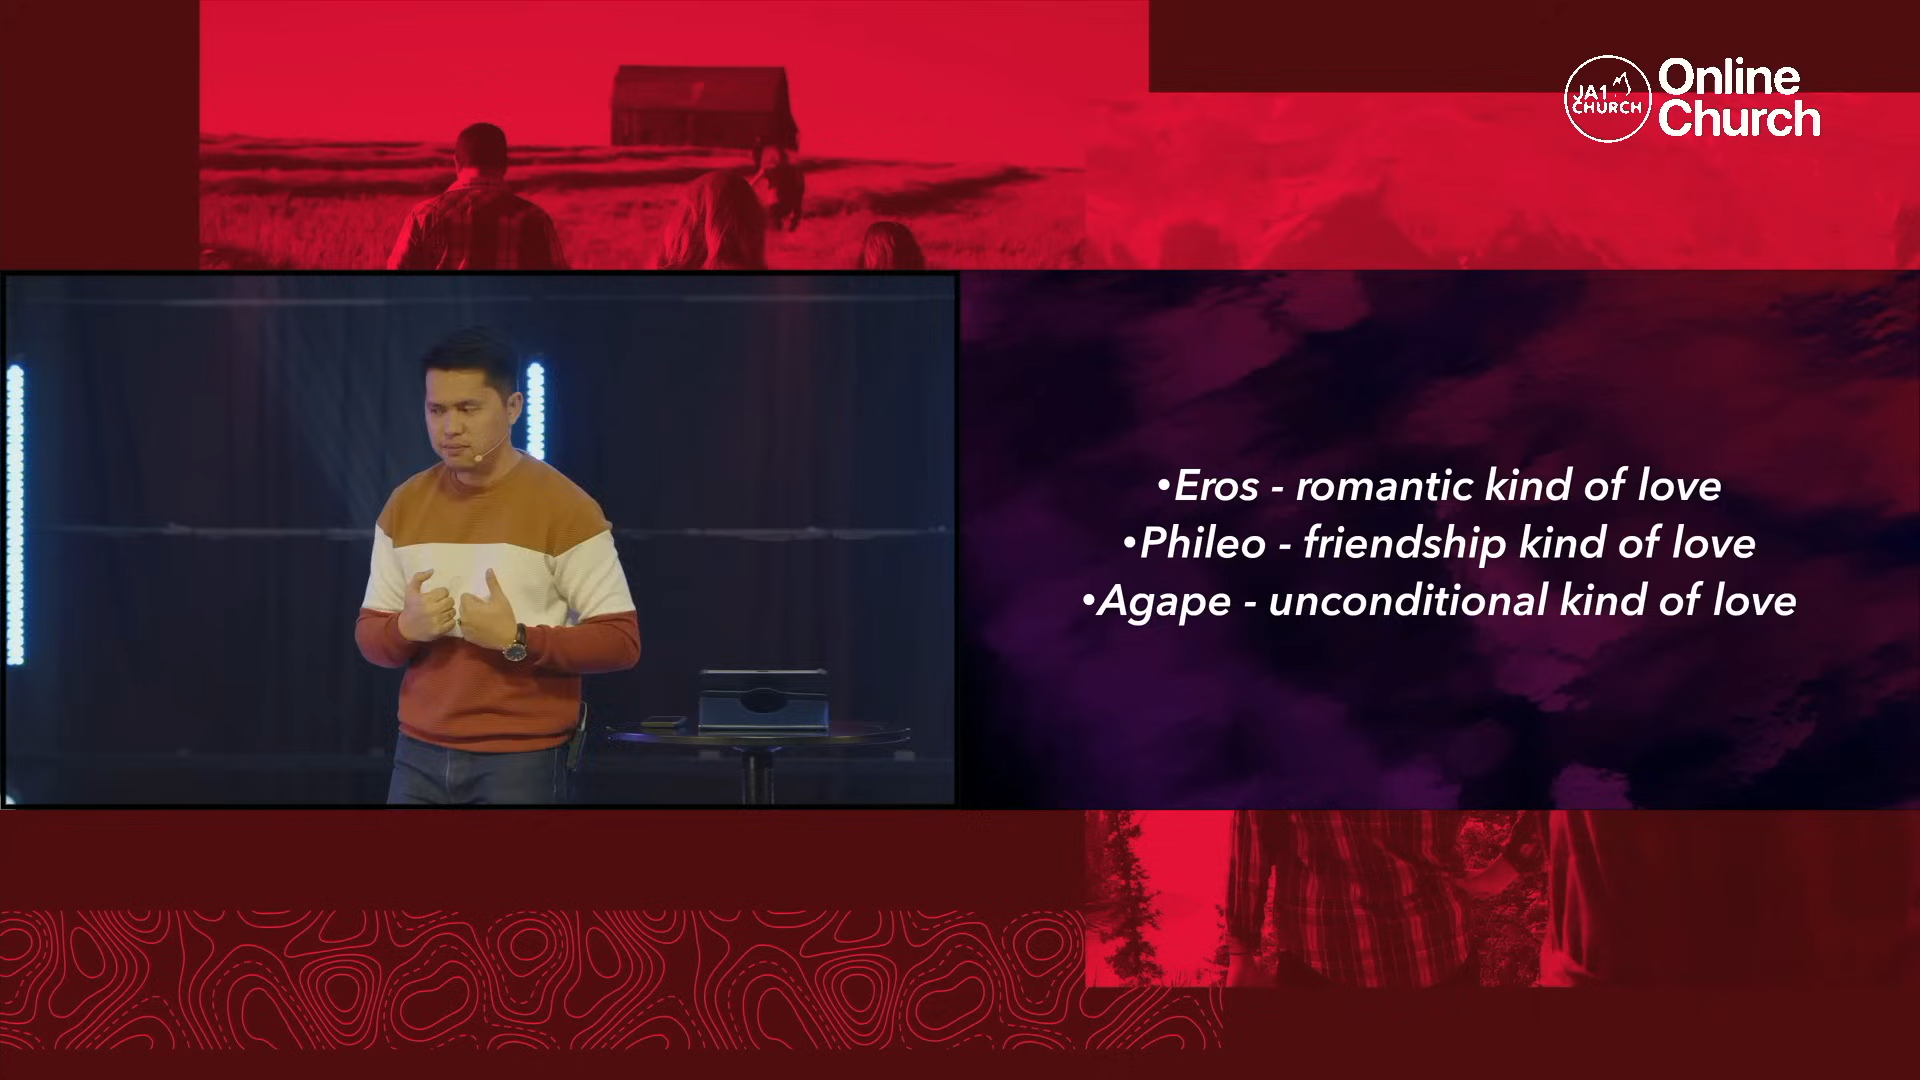 JA1
CHURCH
Online
Church
•Eros - romantic kind of love
•Phileo - friendship kind of love
•Agape - unconditional kind of love